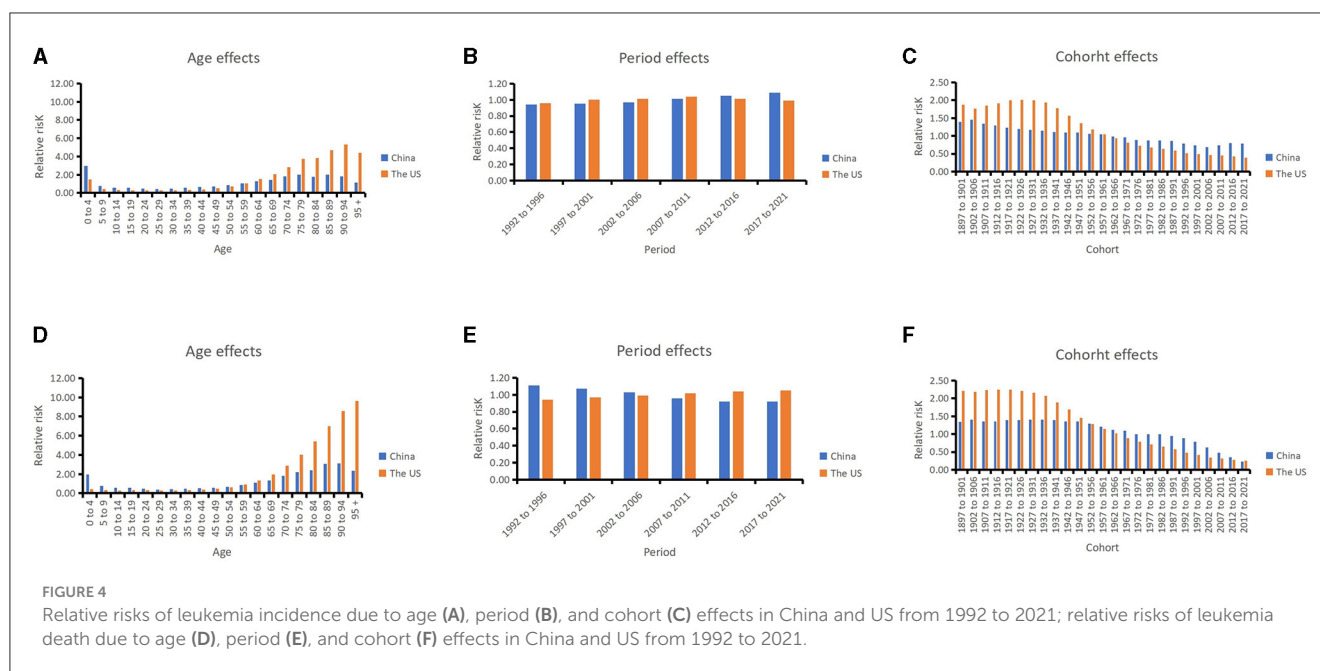 A
Age effects
12.00
10.00
8.00
6.00
4.00
2.00
0.00
Relative risK
0 to 4
5 to 9
10 to 14
15 to 19
20 to 24
25 to 29
30 to 34
35 to 39
40 to 44
45 to 49
50 to 54
55 to 59
60 to 64
65 to 69
70 to 74
75 to 79
80 to 84
85 to 89
90 to 94
95 +
Age
China
The US
B
Period effects
1.20
1.00
0.80
0.60
0.40
0.20
0.00
Relative risk
1992 to 1996
1997 to 2001
2002 to 2006
2007 to 2011
2012 to 2016
2017 to 2021
Period
China
The US
C
Cohorht effects
2.50
2.00
1.50
1.00
0.50
0.00
Relative risk
1897 to 1901
1902 to 1906
1907 to 1911
1912 to 1916
1917 to 1921
1922 to 1926
1927 to 1931
1932 to 1936
1937 to 1941
1942 to 1946
1947 to 1951
1952 to 1956
1957 to 1961
1962 to 1966
1967 to 1971
1972 to 1976
1977 to 1981
1982 to 1986
1987 to 1991
1992 to 1996
1997 to 2001
2002 to 2006
2007 to 2011
2012 to 2016
2017 to 2021
Cohort
China
The US
D
Age effects
12.00
10.00
8.00
6.00
4.00
2.00
0.00
Relative risK
0 to 4
5 to 9
10 to 14
15 to 19
20 to 24
25 to 29
30 to 34
35 to 39
40 to 44
45 to 49
50 to 54
55 to 59
60 to 64
65 to 69
70 to 74
75 to 79
80 to 84
85 to 89
90 to 94
95 +
Age
China
The US
E
Period effects
1.20
1.00
0.80
0.60
0.40
0.20
0.00
Relative risk
1992 to 1996
1997 to 2001
2002 to 2006
2007 to 2011
2012 to 2016
2017 to 2021
Period
China
The US
F
Cohorht effects
2.50
2.00
1.50
1.00
0.50
0.00
Relative risk
1897 to 1901
1902 to 1906
1907 to 1911
1912 to 1916
1917 to 1921
1922 to 1926
1927 to 1931
1932 to 1936
1937 to 1941
1942 to 1946
1947 to 1951
1952 to 1956
1957 to 1961
1962 to 1966
1967 to 1971
1972 to 1976
1977 to 1981
1982 to 1986
1987 to 1991
1992 to 1996
1997 to 2001
2002 to 2006
2007 to 2011
2012 to 2016
2017 to 2021
Cohort
China
The US
FIGURE 4
Relative risks of leukemia incidence due to age (A), period (B), and cohort (C) effects in China and US from 1992 to 2021; relative risks of leukemia
death due to age (D), period (E), and cohort (F) effects in China and US from 1992 to 2021.